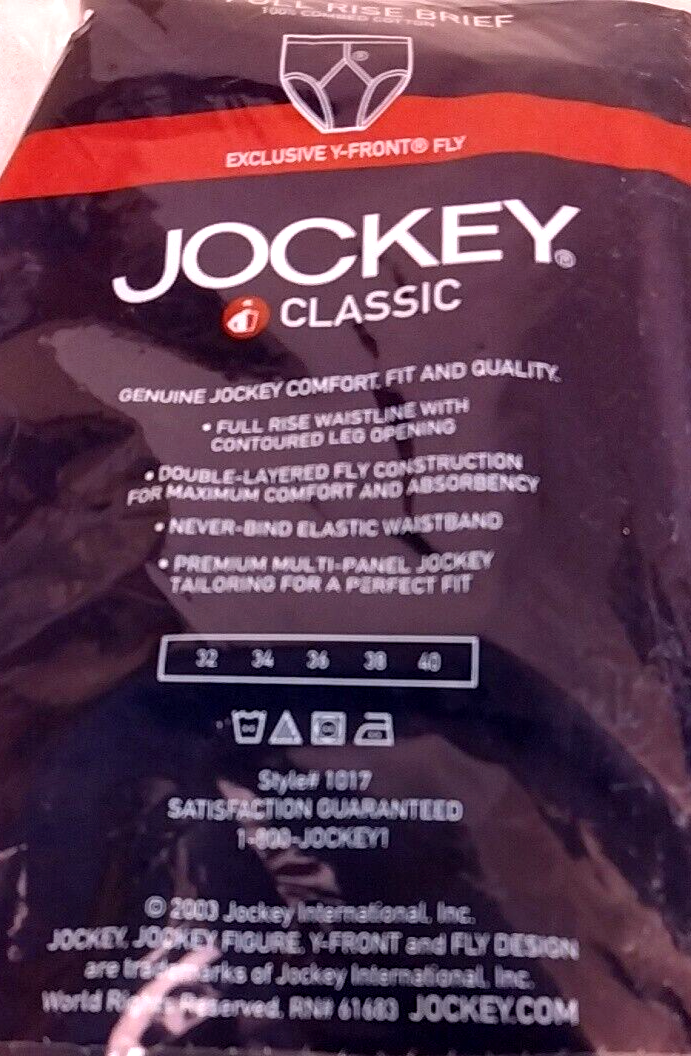 FULL RISE BRIEF
100% COMBED COTTON
EXCLUSIVE Y-FRONT® FLY
JOCKEY®
CLASSIC
GENUINE JOCKEY COMFORT, FIT AND QUALITY.
• FULL RISE WAISTLINE WITH
CONTOURED LEG OPENING
• DOUBLE-LAYERED FLY CONSTRUCTION
FOR MAXIMUM COMFORT AND ABSORBENCY
• NEVER-BIND ELASTIC WAISTBAND
• PREMIUM MULTI-PANEL JOCKEY
TAILORING FOR A PERFECT FIT
32 34 36 38 40
Style# 1017
SATISFACTION GUARANTEED
1-800-JOCKEY1
© 2003 Jockey International, Inc.
JOCKEY, JOCKEY FIGURE, Y-FRONT and FLY DESIGN
are trademarks of Jockey International, Inc.
World Rights Reserved. RN# 61683 JOCKEY.COM